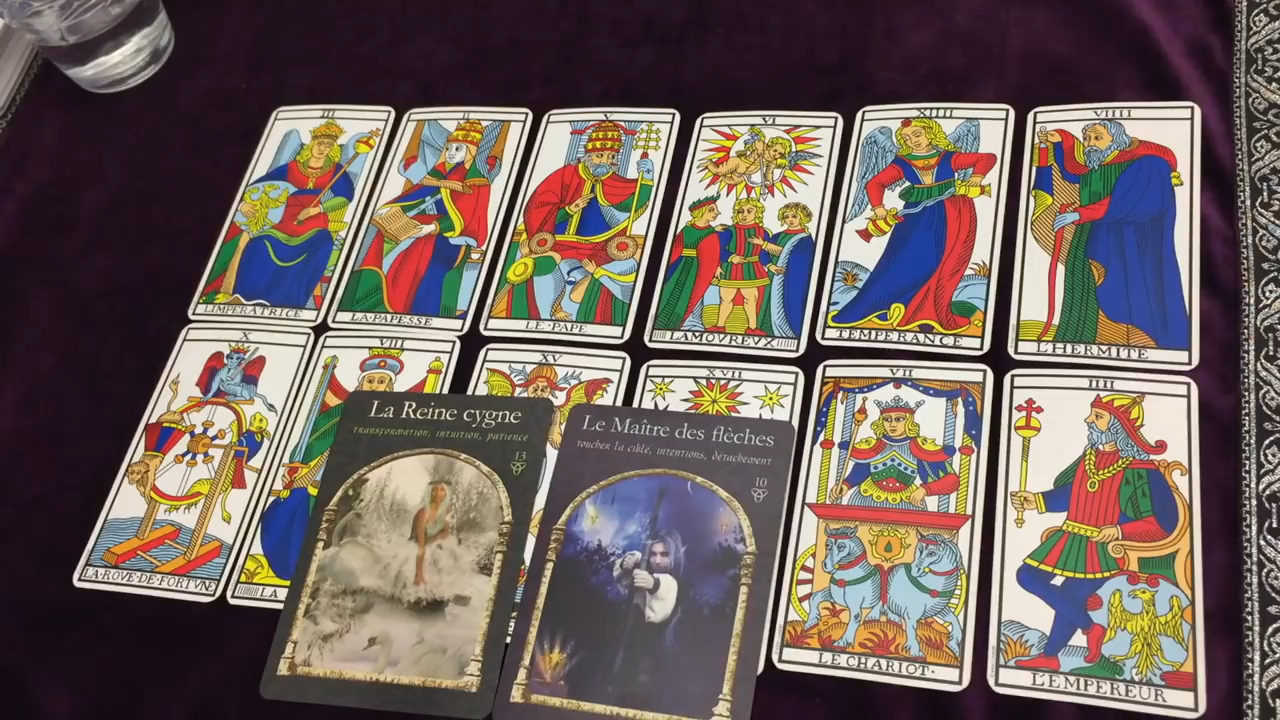 III
L'IMPERATRICE
II
LA·PAPESSE
V
LE·PAPE
VI
LAMOVREVX
XIIII
TEMPERANCE
VIIII
L'HERMITE
X
LA·ROVE·DE·FORTVNE
VIII
LA
XV
XVII
VII
LE CHARIOT·
IIII
L'EMPEREUR
La Reine cygne
transformation, intuition, patience
13
Le Maître des flèches
toucher la cible, intentions, détachement
10